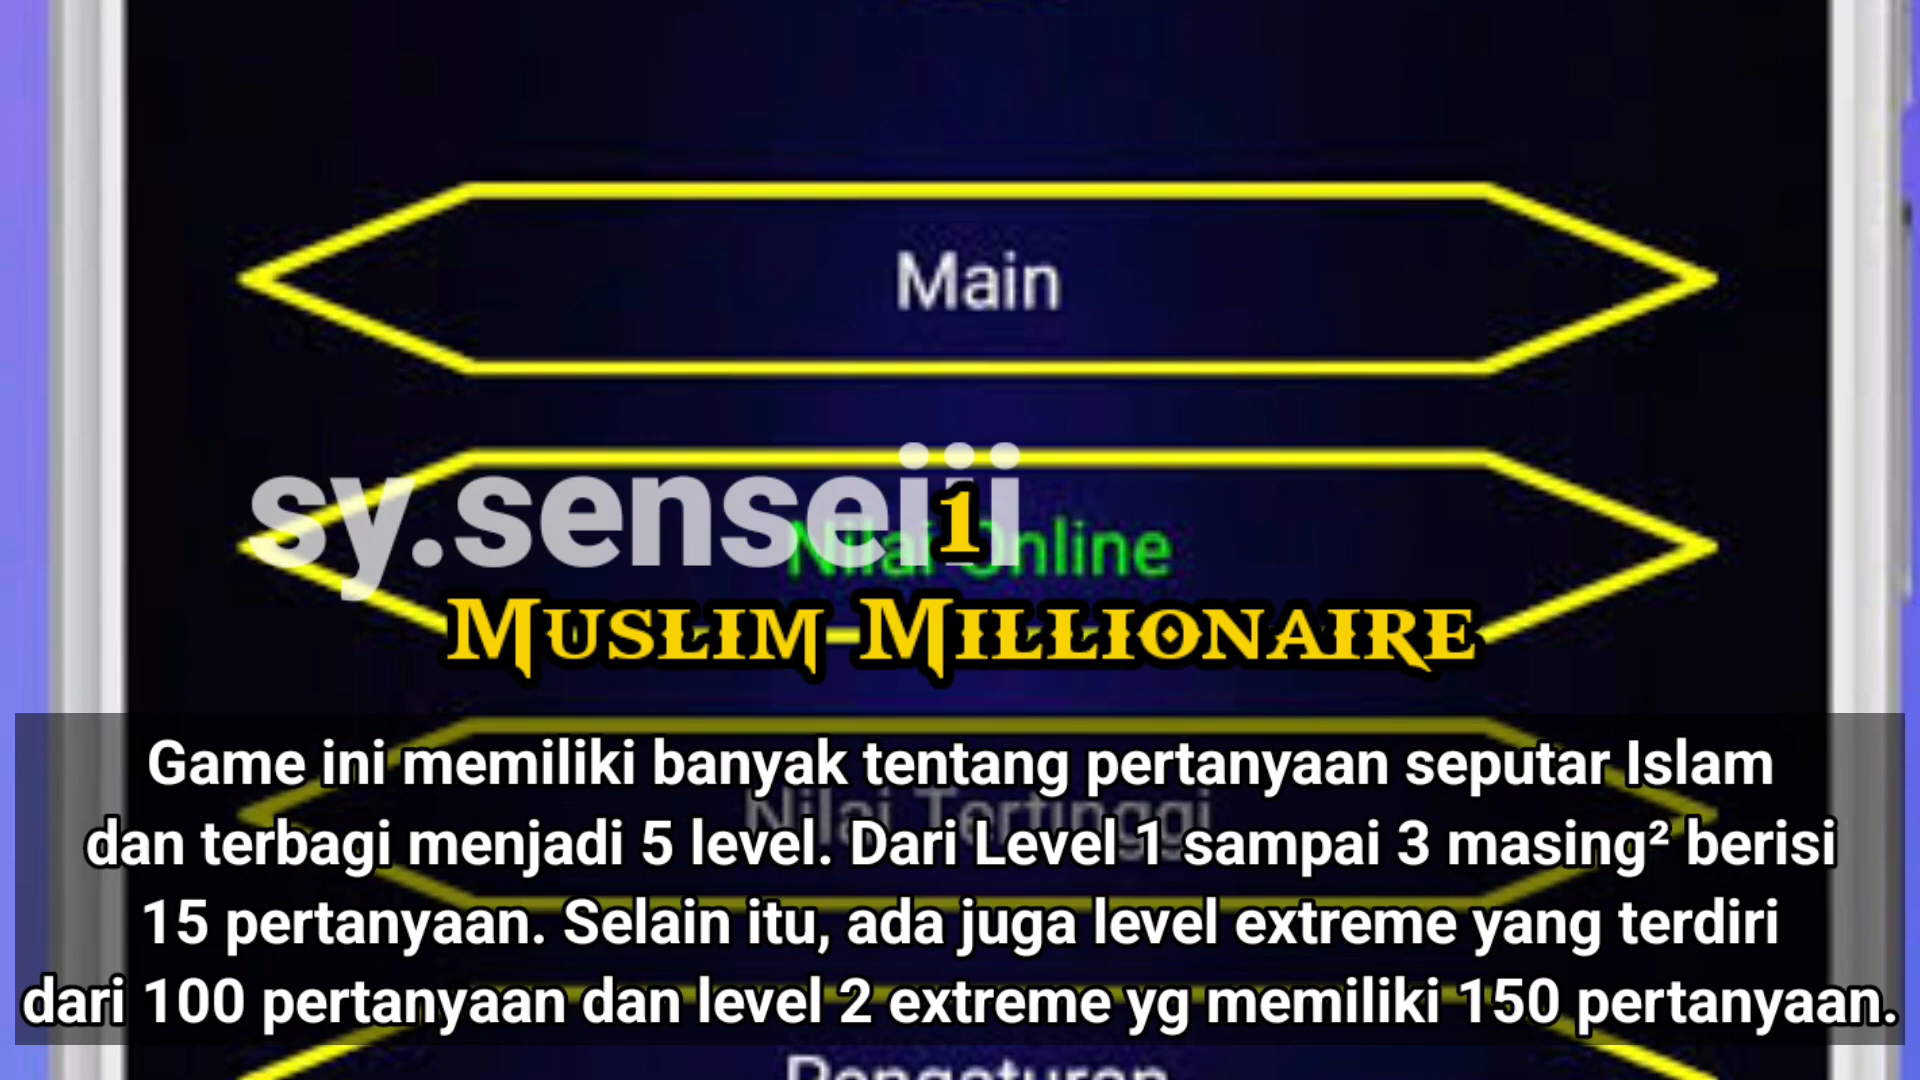 Main
sy.senseiii
1
Nilai Online
Muslim Millionaire
Nilai Tertinggi
Game ini memiliki banyak tentang pertanyaan seputar Islam
dan terbagi menjadi 5 level. Dari Level 1 sampai 3 masing² berisi
15 pertanyaan. Selain itu, ada juga level extreme yang terdiri
dari 100 pertanyaan dan level 2 extreme yg memiliki 150 pertanyaan.
Pengaturan